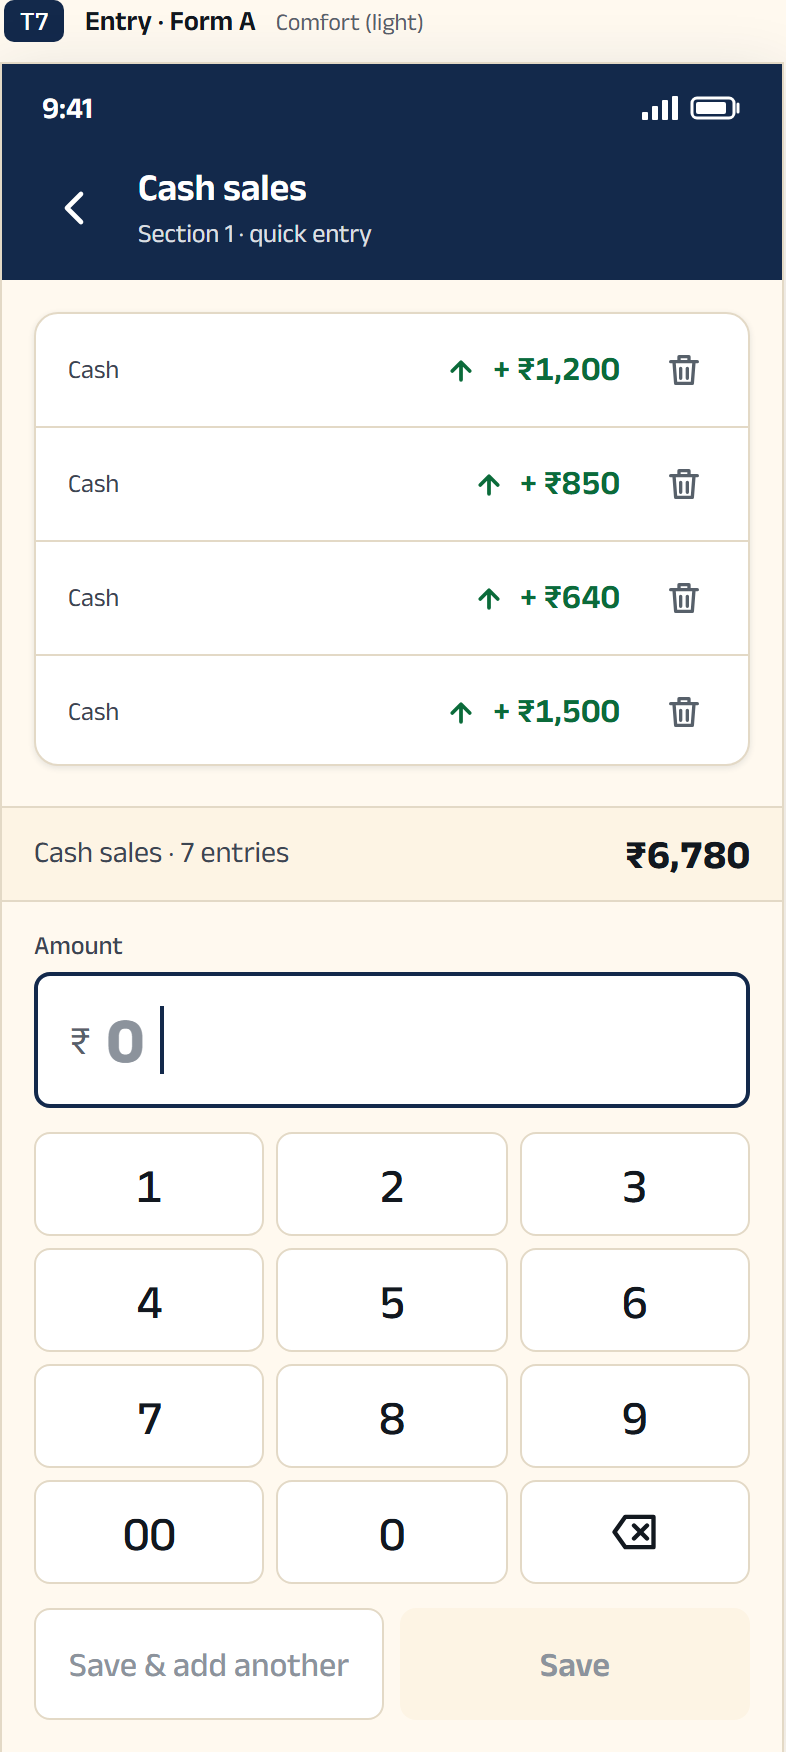 T7 Entry · Form A Comfort (light)
9:41
Cash sales
Section 1 · quick entry
Cash + ₹1,200
Cash + ₹850
Cash + ₹640
Cash + ₹1,500
Cash sales · 7 entries ₹6,780
Amount
₹ 0
1 2 3
4 5 6
7 8 9
00 0
Save & add another Save